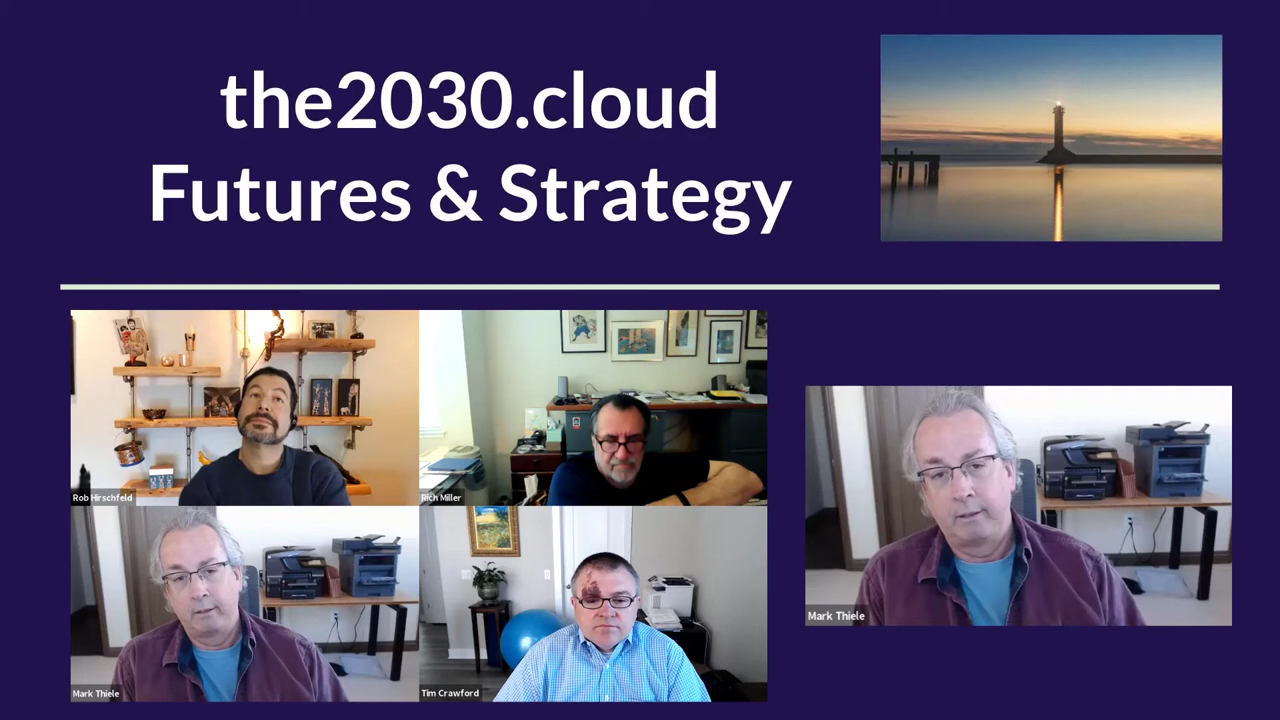 the2030.cloud
Futures & Strategy
Rob Hirschfeld
Rich Miller
Mark Thiele
Tim Crawford
Mark Thiele